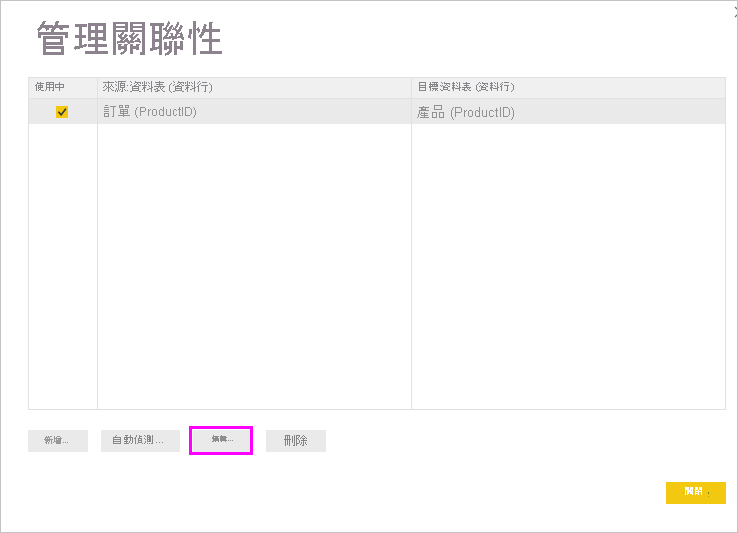 管理關聯性
使用中 來源:資料表 (資料行) 目標:資料表 (資料行)
訂單 (ProductID) 產品 (ProductID)
新增... 自動偵測... 編輯... 刪除
關閉